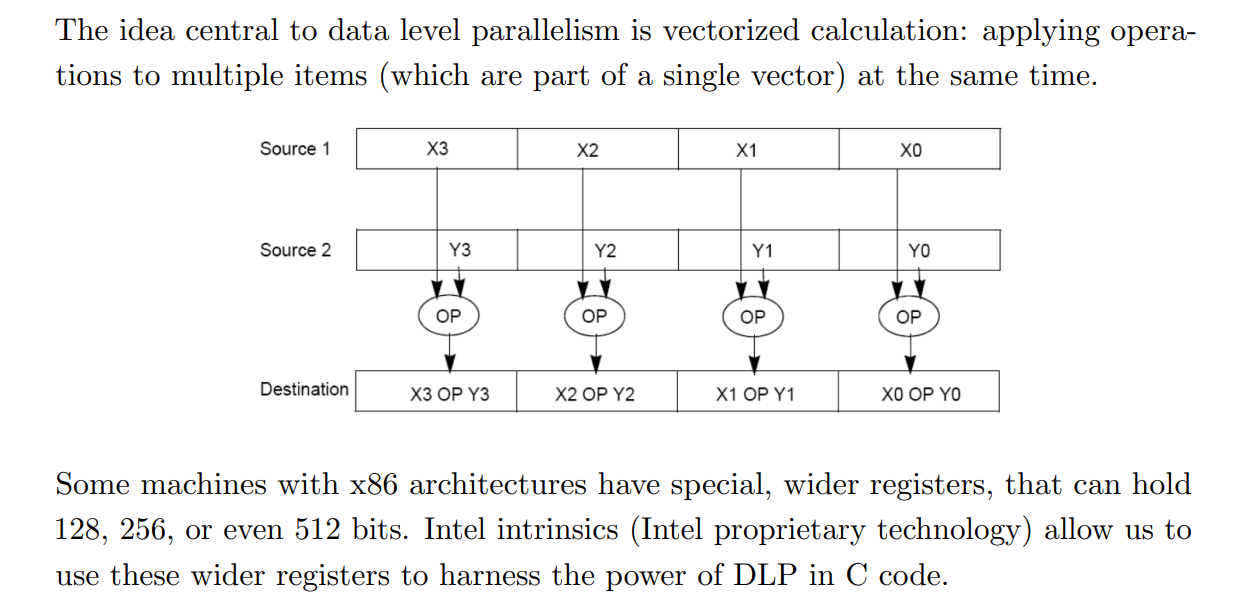 The idea central to data level parallelism is vectorized calculation: applying opera-
tions to multiple items (which are part of a single vector) at the same time.
Source 1 X3 X2 X1 X0
Source 2 Y3 Y2 Y1 Y0
OP OP OP OP
Destination X3 OP Y3 X2 OP Y2 X1 OP Y1 X0 OP Y0
Some machines with x86 architectures have special, wider registers, that can hold
128, 256, or even 512 bits. Intel intrinsics (Intel proprietary technology) allow us to
use these wider registers to harness the power of DLP in C code.